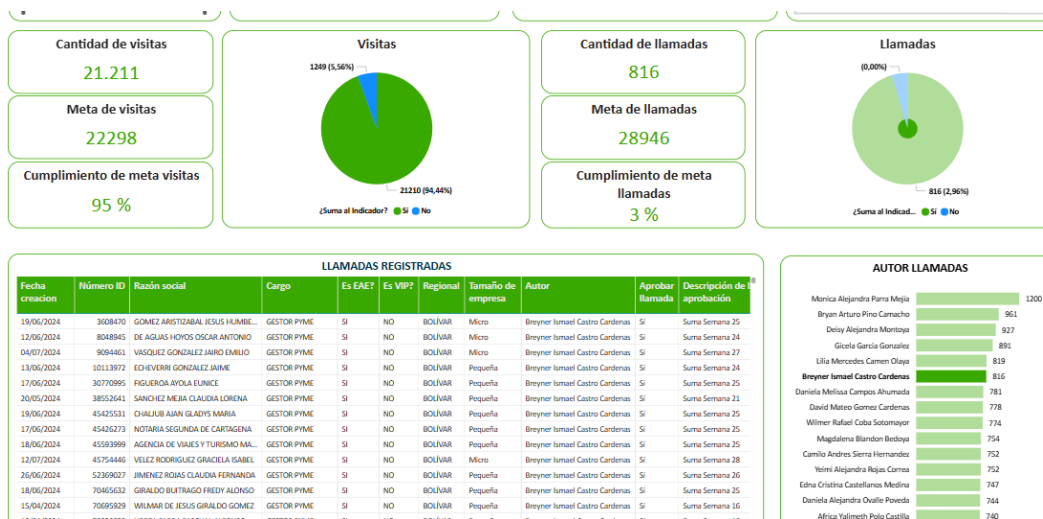 Cantidad de visitas
21.211
Meta de visitas
22298
Cumplimiento de meta visitas
95 %
Visitas
1249 (5,56%)
21210 (94,44%)
¿Suma al Indicador? Sí No
Cantidad de llamadas
816
Meta de llamadas
28946
Cumplimiento de meta
llamadas
3 %
Llamadas
(0,00%)
816 (2,96%)
¿Suma al Indicad... Sí No
LLAMADAS REGISTRADAS
Fecha creacion Número ID Razón social Cargo Es EAE? Es VIP? Regional Tamaño de empresa Autor Aprobar llamada Descripción de aprobación
19/06/2024 3608470 GOMEZ ARISTIZABAL JESUS HUMBE... GESTOR PYME SI NO BOLÍVAR Micro Breyner Ismael Castro Cardenas Sí Suma Semana 25
12/06/2024 8048945 DE AGUAS HOYOS OSCAR ANTONIO GESTOR PYME SI NO BOLÍVAR Micro Breyner Ismael Castro Cardenas Sí Suma Semana 24
04/07/2024 9094461 VASQUEZ GONZALEZ JAIRO EMILIO GESTOR PYME SI NO BOLÍVAR Micro Breyner Ismael Castro Cardenas Sí Suma Semana 27
13/06/2024 10113972 ECHEVERRI GONZALEZ JAIME GESTOR PYME SI NO BOLÍVAR Pequeña Breyner Ismael Castro Cardenas Sí Suma Semana 24
17/06/2024 30770995 FIGUEROA AYOLA EUNICE GESTOR PYME SI NO BOLÍVAR Pequeña Breyner Ismael Castro Cardenas Sí Suma Semana 25
20/05/2024 38552641 SANCHEZ MEJIA CLAUDIA LORENA GESTOR PYME SI NO BOLÍVAR Pequeña Breyner Ismael Castro Cardenas Sí Suma Semana 21
19/06/2024 45425531 CHALJUB AJAN GLADYS MARIA GESTOR PYME SI NO BOLÍVAR Pequeña Breyner Ismael Castro Cardenas Sí Suma Semana 25
17/06/2024 45426273 NOTARIA SEGUNDA DE CARTAGENA GESTOR PYME SI NO BOLÍVAR Pequeña Breyner Ismael Castro Cardenas Sí Suma Semana 25
18/06/2024 45593999 AGENCIA DE VIAJES Y TURISMO MA... GESTOR PYME SI NO BOLÍVAR Pequeña Breyner Ismael Castro Cardenas Sí Suma Semana 25
12/07/2024 45754446 VELEZ RODRIGUEZ GRACIELA ISABEL GESTOR PYME SI NO BOLÍVAR Micro Breyner Ismael Castro Cardenas Sí Suma Semana 28
26/06/2024 52369027 JIMENEZ ROJAS CLAUDIA FERNANDA GESTOR PYME SI NO BOLÍVAR Pequeña Breyner Ismael Castro Cardenas Sí Suma Semana 26
18/06/2024 70465632 GIRALDO BUITRAGO FREDY ALONSO GESTOR PYME SI NO BOLÍVAR Pequeña Breyner Ismael Castro Cardenas Sí Suma Semana 25
15/04/2024 70695929 WILMAR DE JESUS GIRALDO GOMEZ GESTOR PYME SI NO BOLÍVAR Pequeña Breyner Ismael Castro Cardenas Sí Suma Semana 16
AUTOR LLAMADAS
Monica Alejandra Parra Mejia 1200
Bryan Arturo Pino Camacho 961
Deisy Alejandra Montoya 927
Gicela Garcia Gonzalez 891
Lilia Mercedes Camen Olaya 819
Breyner Ismael Castro Cardenas 816
Daniela Melissa Campos Ahumada 781
David Mateo Gomez Cardenas 778
Wilmer Rafael Coba Sotomayor 774
Magdalena Blandon Bedoya 754
Camilo Andres Sierra Hernandez 752
Yeimi Alejandra Rojas Correa 752
Edna Cristina Castellanos Medina 747
Daniela Alejandra Ovalle Poveda 744
Africa Yalimeth Polo Castilla 740